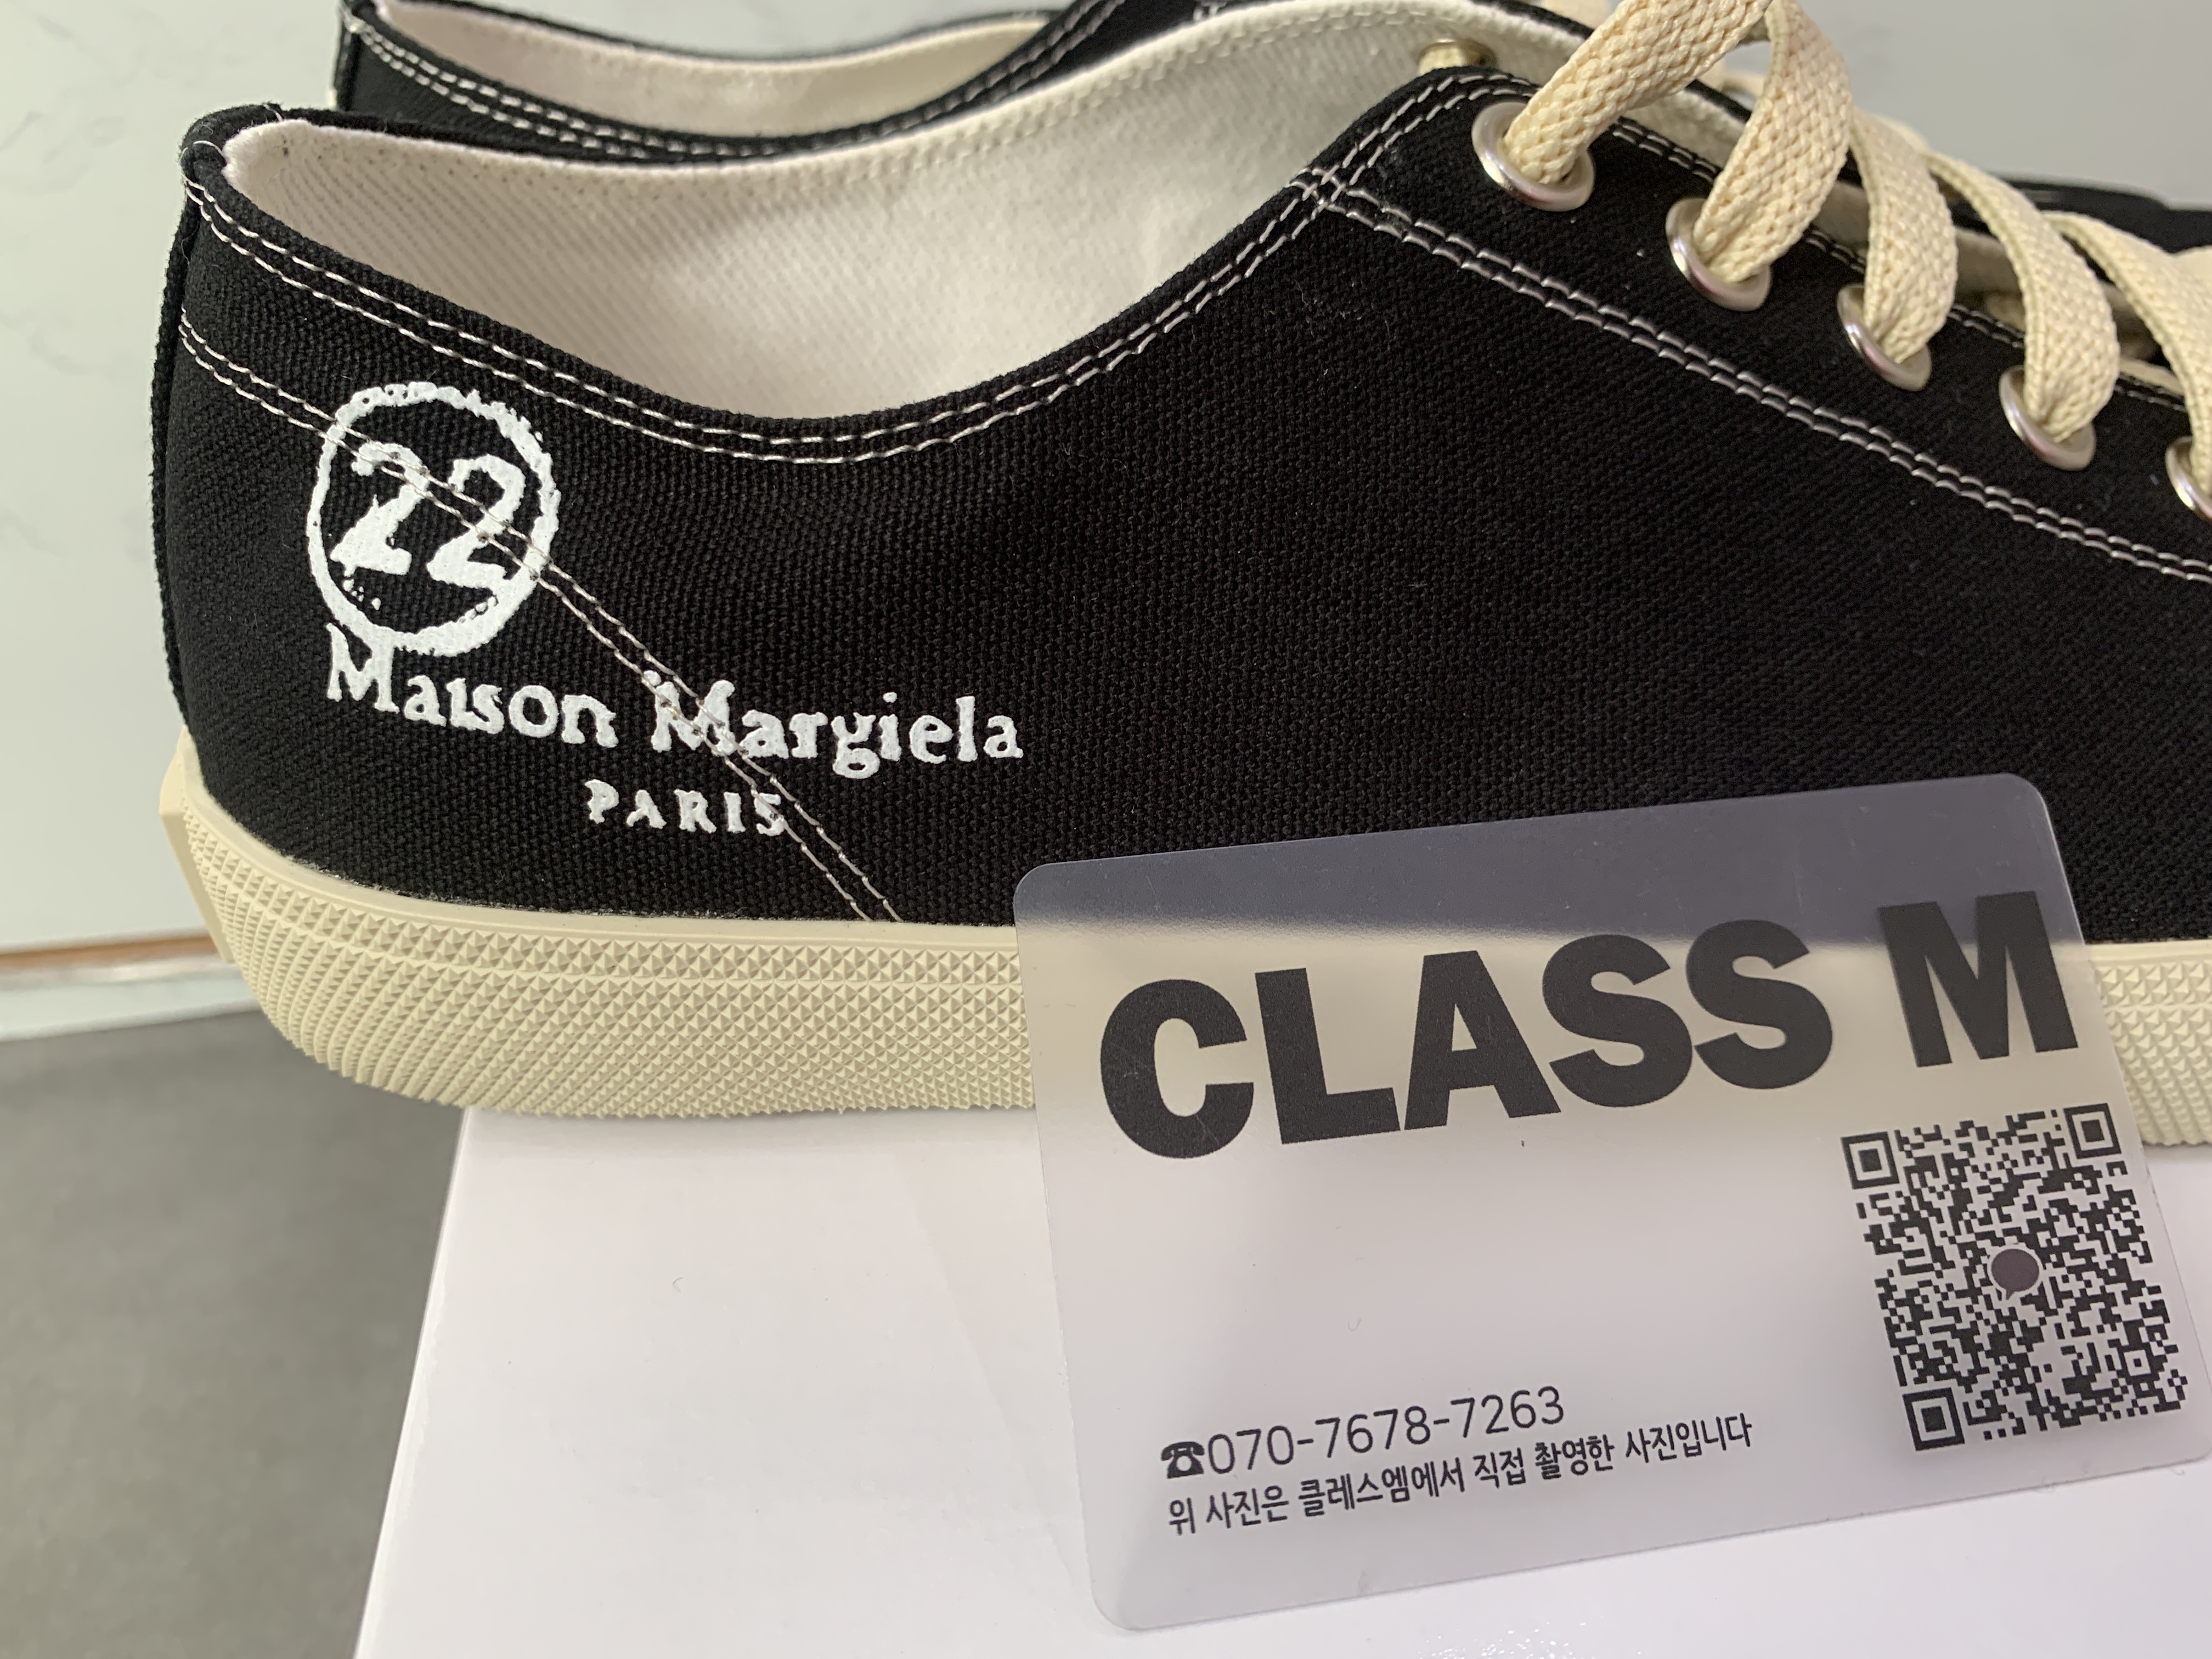 22
Maison Margiela
PARIS
CLASS M
☎070-7678-7263
위 사진은 클레스엠에서 직접 촬영한 사진입니다